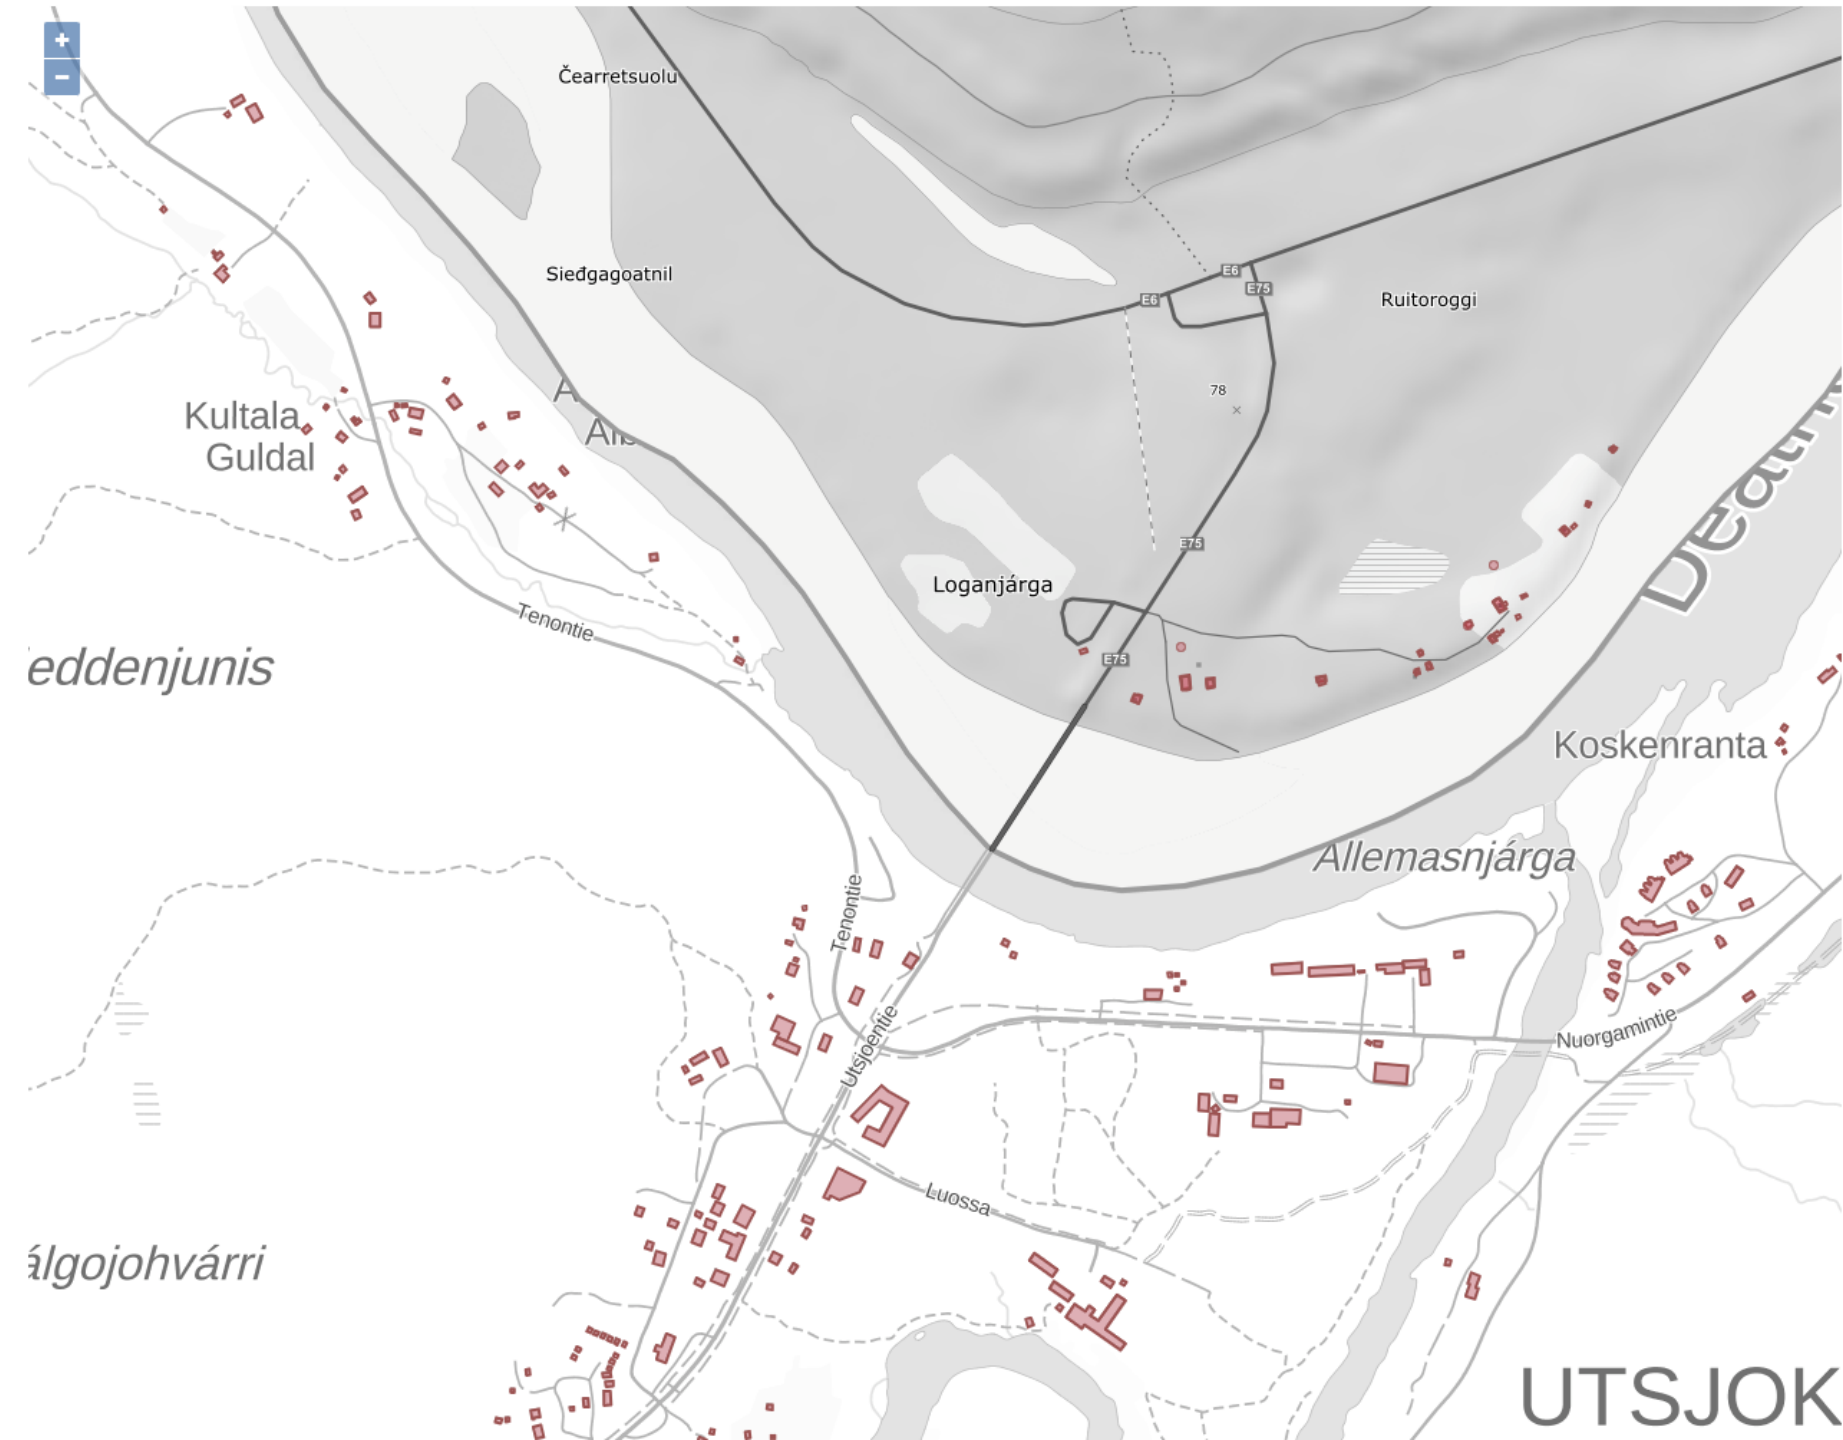 +
−
Čearretsuolu
E6
Sieđgagoatnil
E75
E6
Ruitoroggi
78
Kultala
Guldal
E75
Loganjárga
Tenontie
E75
eddenjunis
Koskenranta
Allemasnjárga
Tenontie
Utsjoentie
Nuorgamintie
Luossa
álgojohvárri
UTSJOK